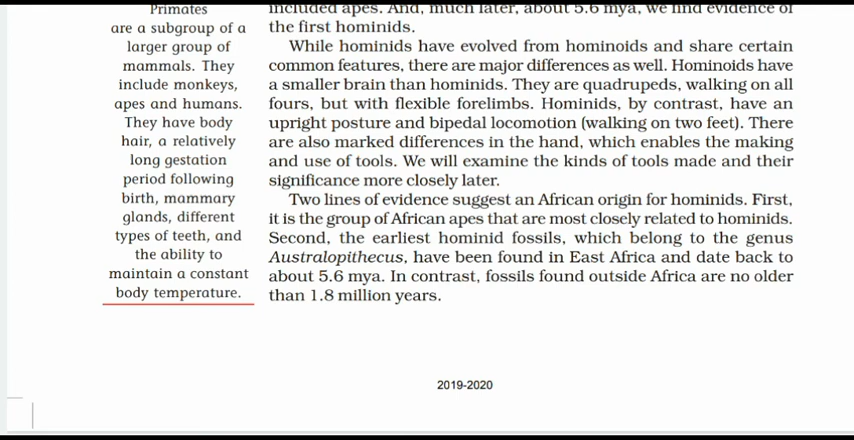 Primates
are a subgroup of a
larger group of
mammals. They
include monkeys,
apes and humans.
They have body
hair, a relatively
long gestation
period following
birth, mammary
glands, different
types of teeth, and
the ability to
maintain a constant
body temperature.
included apes. And, much later, about 5.6 mya, we find evidence of
the first hominids.
While hominids have evolved from hominoids and share certain
common features, there are major differences as well. Hominoids have
a smaller brain than hominids. They are quadrupeds, walking on all
fours, but with flexible forelimbs. Hominids, by contrast, have an
upright posture and bipedal locomotion (walking on two feet). There
are also marked differences in the hand, which enables the making
and use of tools. We will examine the kinds of tools made and their
significance more closely later.
Two lines of evidence suggest an African origin for hominids. First,
it is the group of African apes that are most closely related to hominids.
Second, the earliest hominid fossils, which belong to the genus
Australopithecus, have been found in East Africa and date back to
about 5.6 mya. In contrast, fossils found outside Africa are no older
than 1.8 million years.
2019-2020